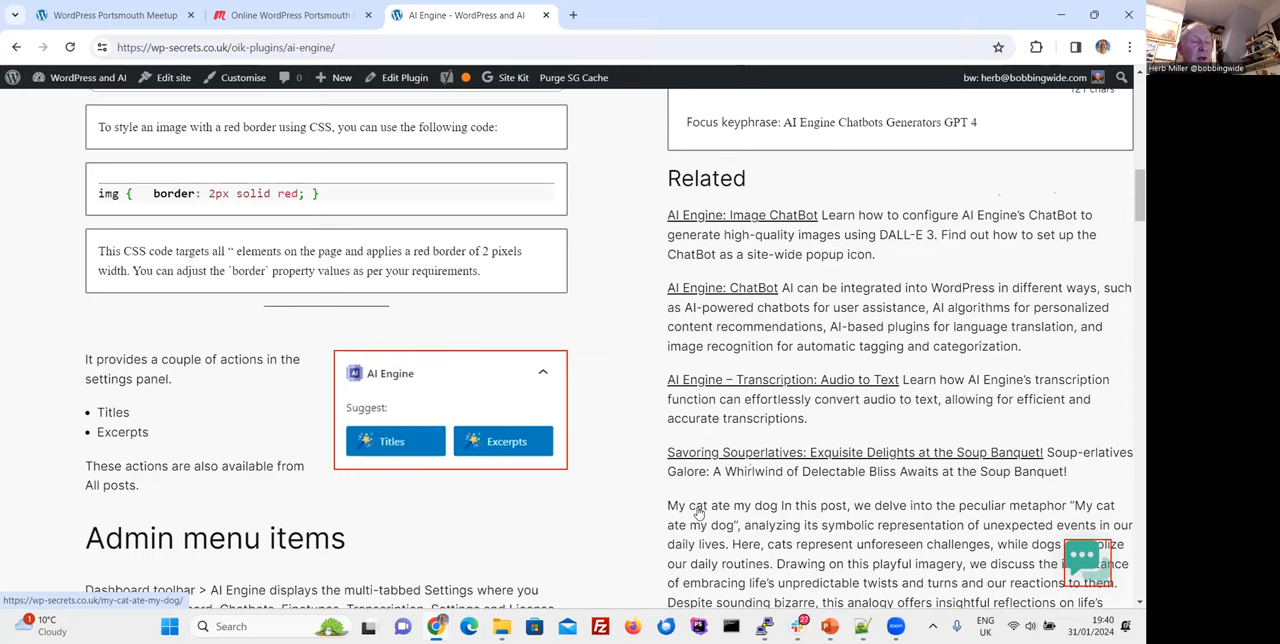 WordPress Portsmouth Meetup
Online WordPress Portsmouth
AI Engine - WordPress and AI
https://wp-secrets.co.uk/oik-plugins/ai-engine/
Herb Miller @bobbingwide
WordPress and AI
Edit site
Customise
0
New
Edit Plugin
Site Kit
Purge SG Cache
bw: herb@bobbingwide.com
To style an image with a red border using CSS, you can use the following code:
img { border: 2px solid red; }
This CSS code targets all “ elements on the page and applies a red border of 2 pixels
width. You can adjust the `border` property values as per your requirements.
It provides a couple of actions in the
settings panel.
• Titles
• Excerpts
These actions are also available from
All posts.
AI Engine
Suggest:
Titles
Excerpts
Admin menu items
Dashboard toolbar > AI Engine displays the multi-tabbed Settings where you
https://wp-secrets.co.uk/my-cat-ate-my-dog/
121 chars
Focus keyphrase: AI Engine Chatbots Generators GPT 4
Related
AI Engine: Image ChatBot Learn how to configure AI Engine’s ChatBot to
generate high-quality images using DALL-E 3. Find out how to set up the
ChatBot as a site-wide popup icon.
AI Engine: ChatBot AI can be integrated into WordPress in different ways, such
as AI-powered chatbots for user assistance, AI algorithms for personalized
content recommendations, AI-based plugins for language translation, and
image recognition for automatic tagging and categorization.
AI Engine – Transcription: Audio to Text Learn how AI Engine’s transcription
function can effortlessly convert audio to text, allowing for efficient and
accurate transcriptions.
Savoring Souperlatives: Exquisite Delights at the Soup Banquet! Soup-erlatives
Galore: A Whirlwind of Delectable Bliss Awaits at the Soup Banquet!
My cat ate my dog In this post, we delve into the peculiar metaphor “My cat
ate my dog“, analyzing its symbolic representation of unexpected events in our
daily lives. Here, cats represent unforeseen challenges, while dogs
our daily routines. Drawing on this playful imagery, we discuss the
of embracing life’s unpredictable twists and turns and our reactions to them.
Despite sounding bizarre, this analogy offers insightful reflections on life’s
10°C
Cloudy
1
Search
27
ENG
UK
19:40
31/01/2024